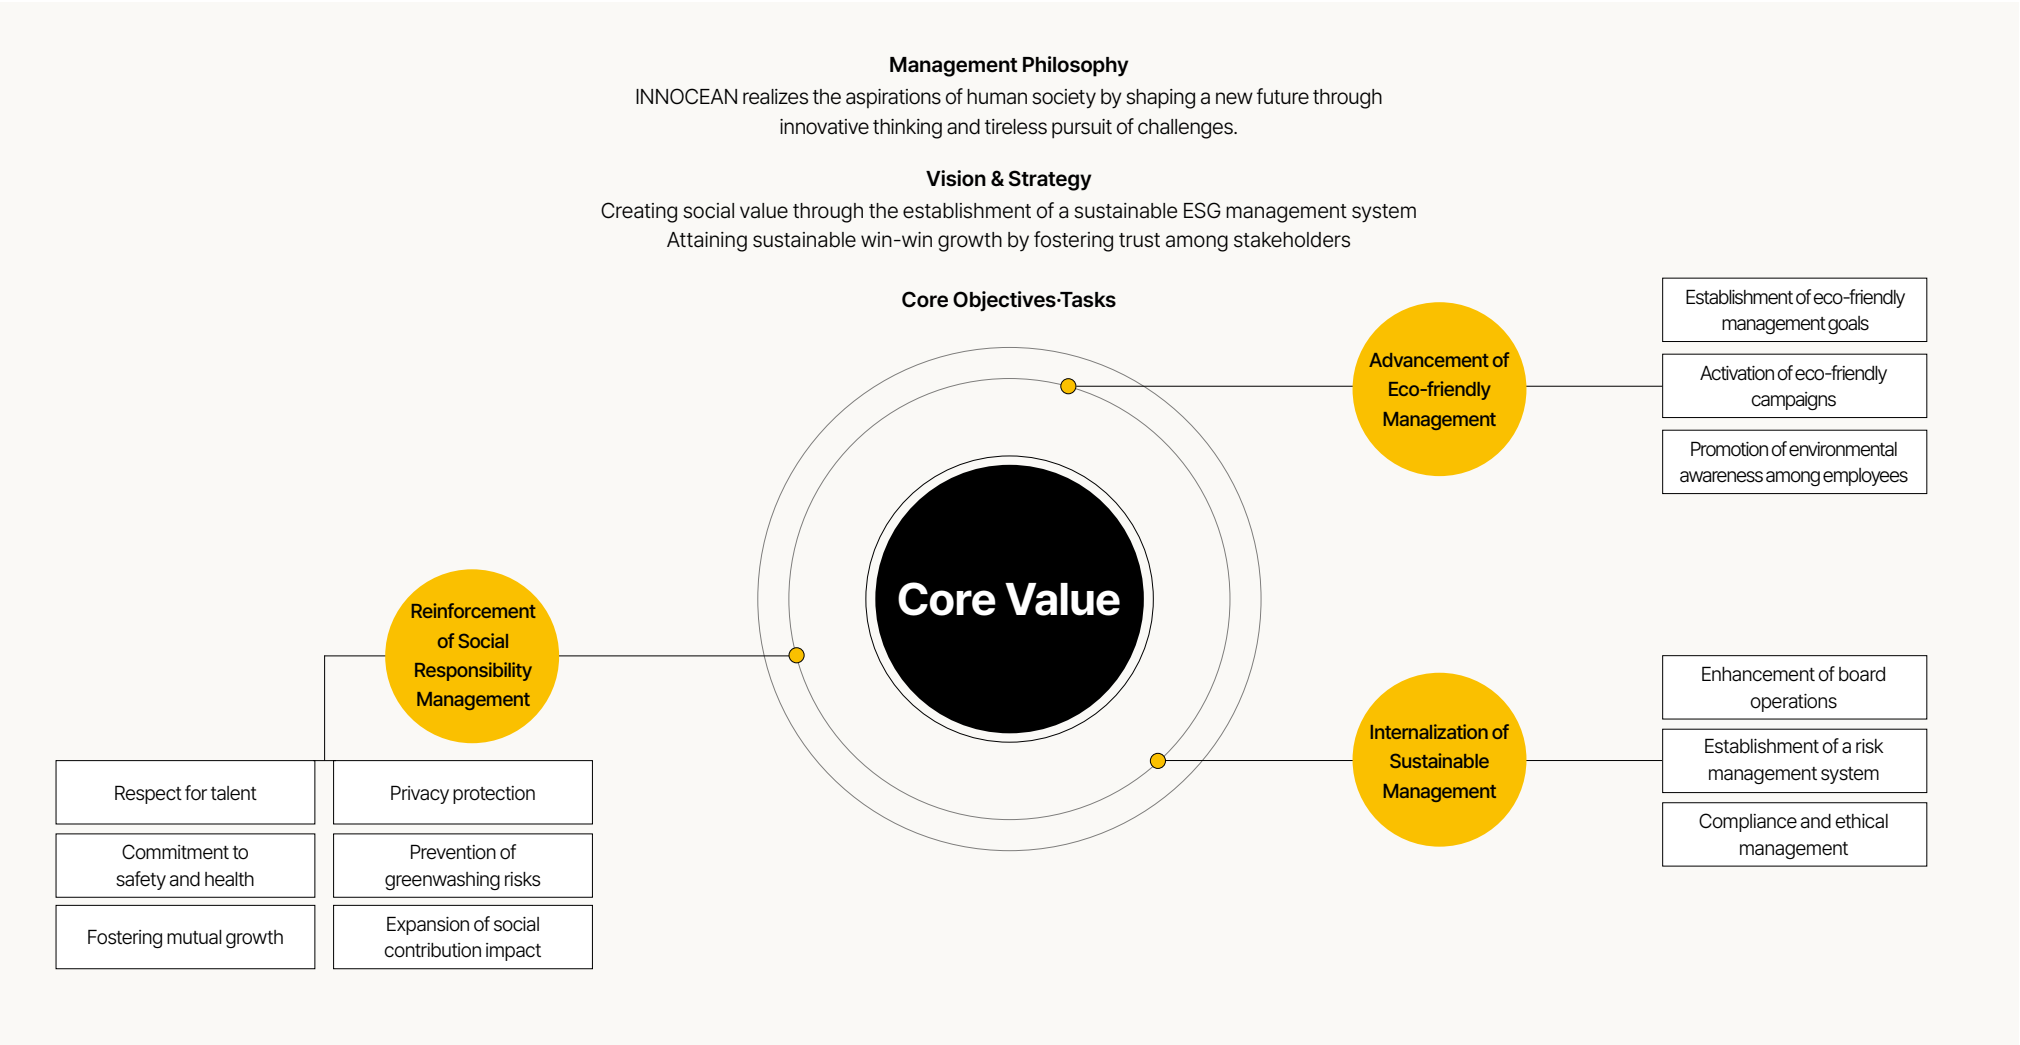 Management Philosophy
INNOCEAN realizes the aspirations of human society by shaping a new future through
innovative thinking and tireless pursuit of challenges.
Vision & Strategy
Creating social value through the establishment of a sustainable ESG management system
Attaining sustainable win-win growth by fostering trust among stakeholders
Core Objectives·Tasks
Advancement of
Eco-friendly
Management
Establishment of eco-friendly
management goals
Activation of eco-friendly
campaigns
Promotion of environmental
awareness among employees
Core Value
Reinforcement
of Social
Responsibility
Management
Respect for talent
Privacy protection
Commitment to
safety and health
Prevention of
greenwashing risks
Fostering mutual growth
Expansion of social
contribution impact
Internalization of
Sustainable
Management
Enhancement of board
operations
Establishment of a risk
management system
Compliance and ethical
management